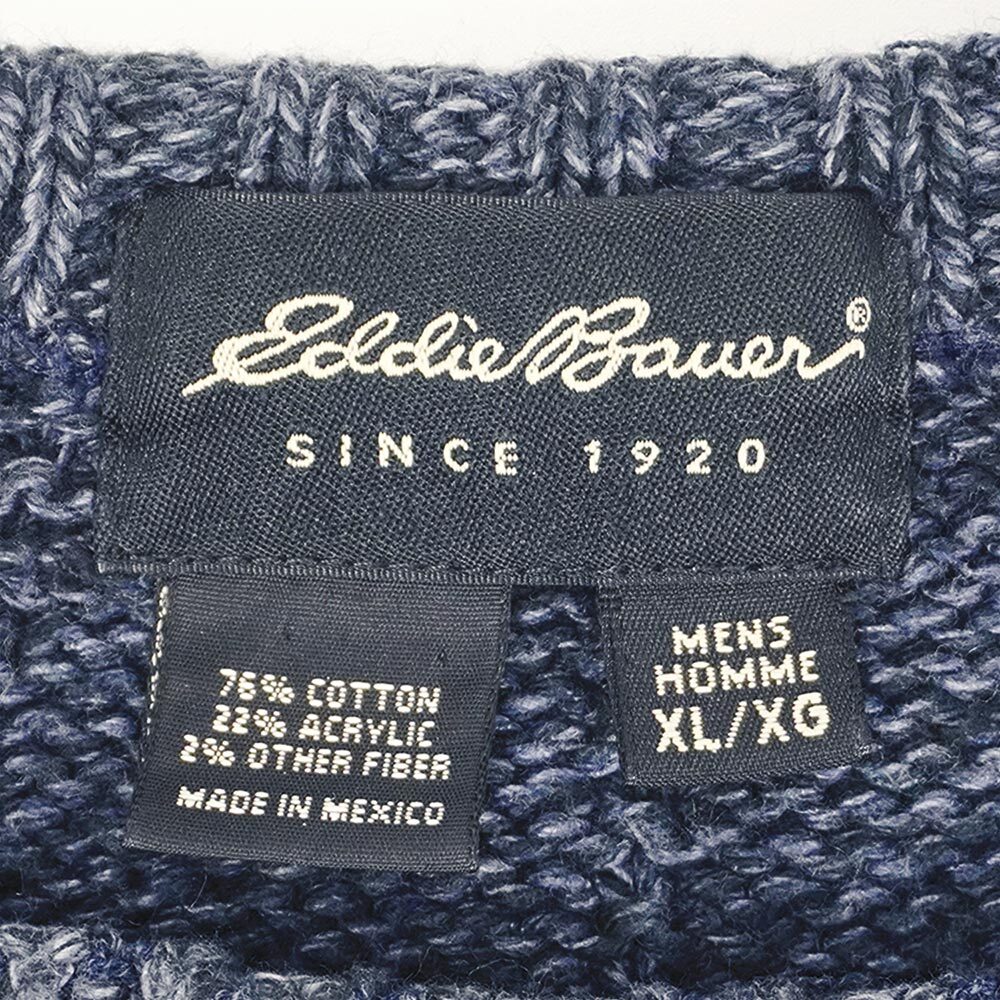 Eddie Bauer®
SINCE 1920
76% COTTON
22% ACRYLIC
2% OTHER FIBER
MADE IN MEXICO
MENS
HOMME
XL/XG